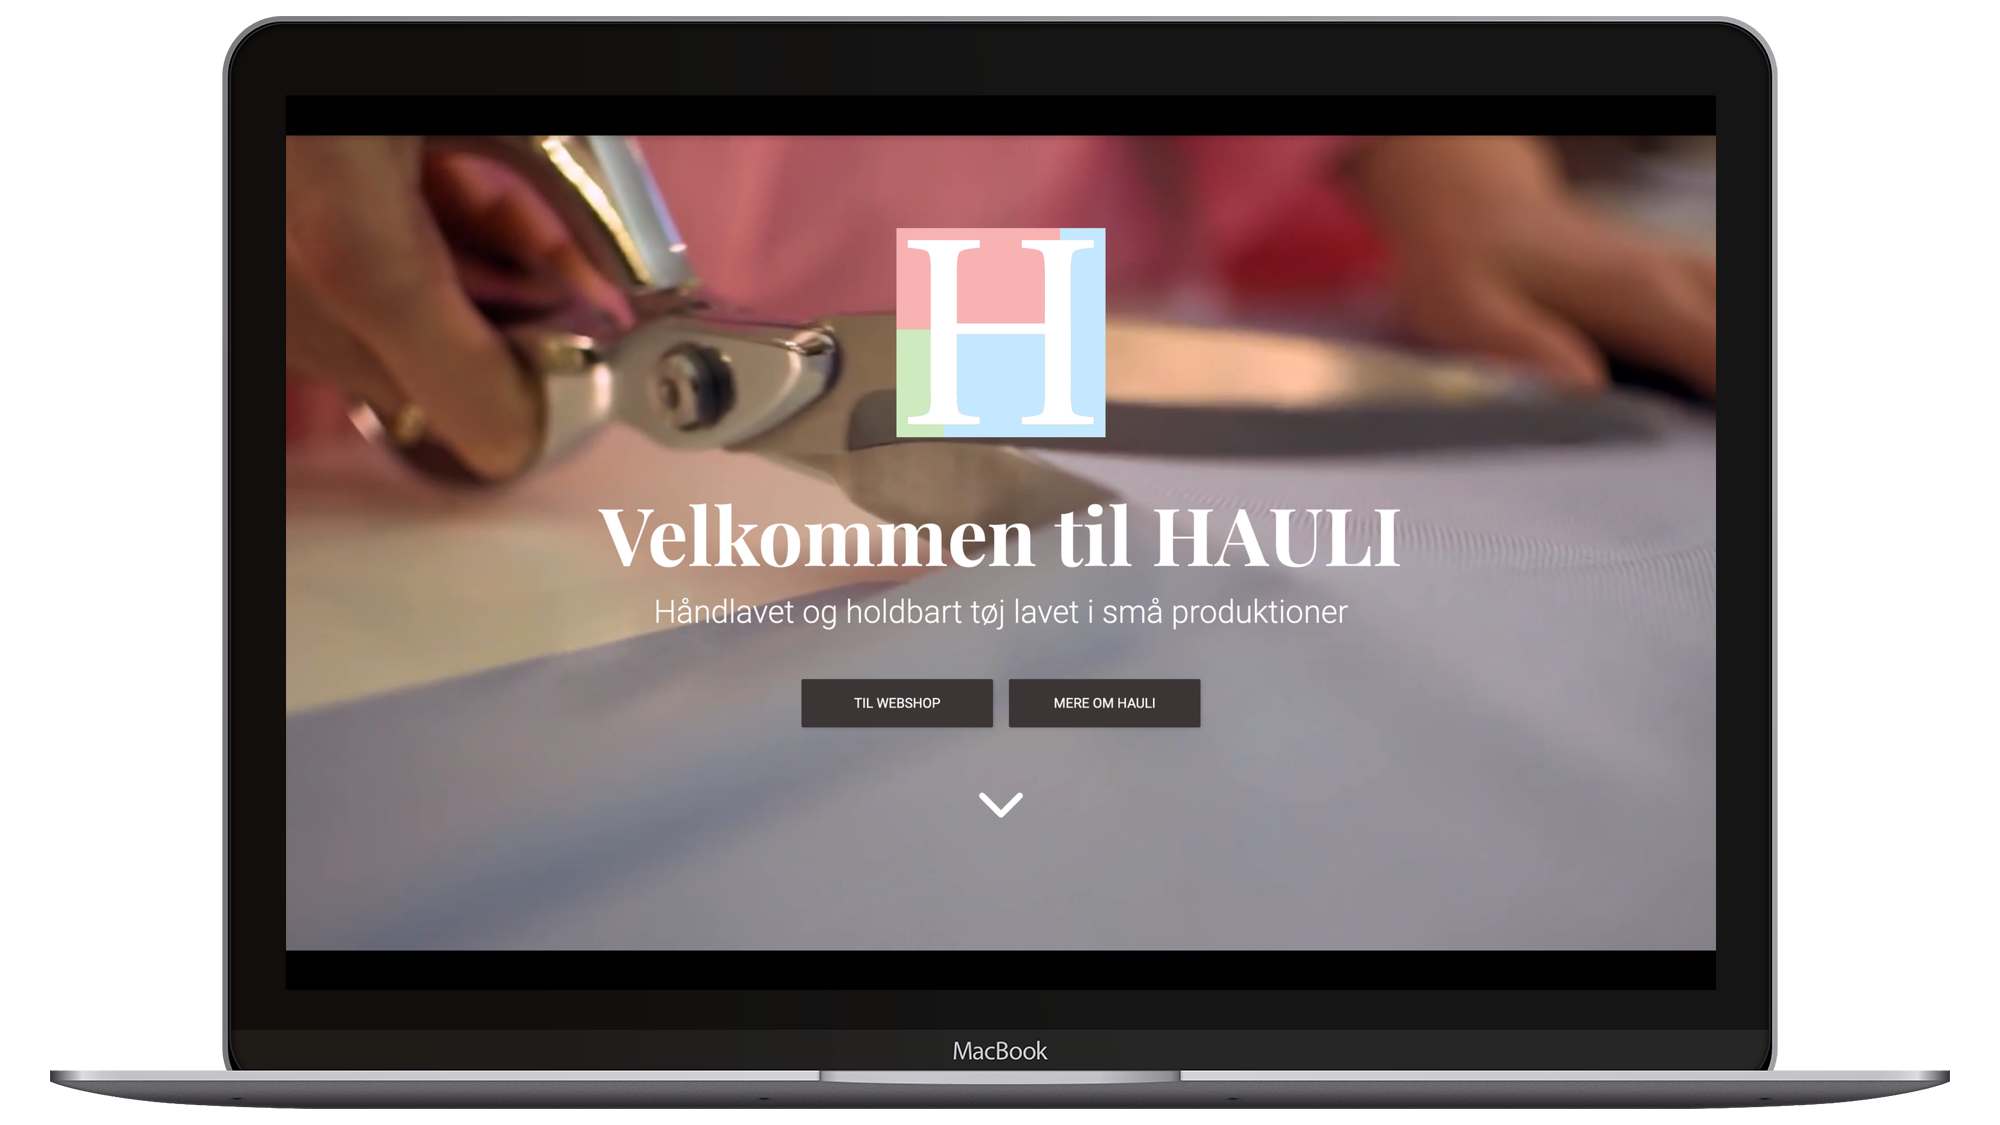 H
Velkommen til HAULI
Håndlavet og holdbart tøj lavet i små produktioner
TIL WEBSHOP
MERE OM HAULI
MacBook